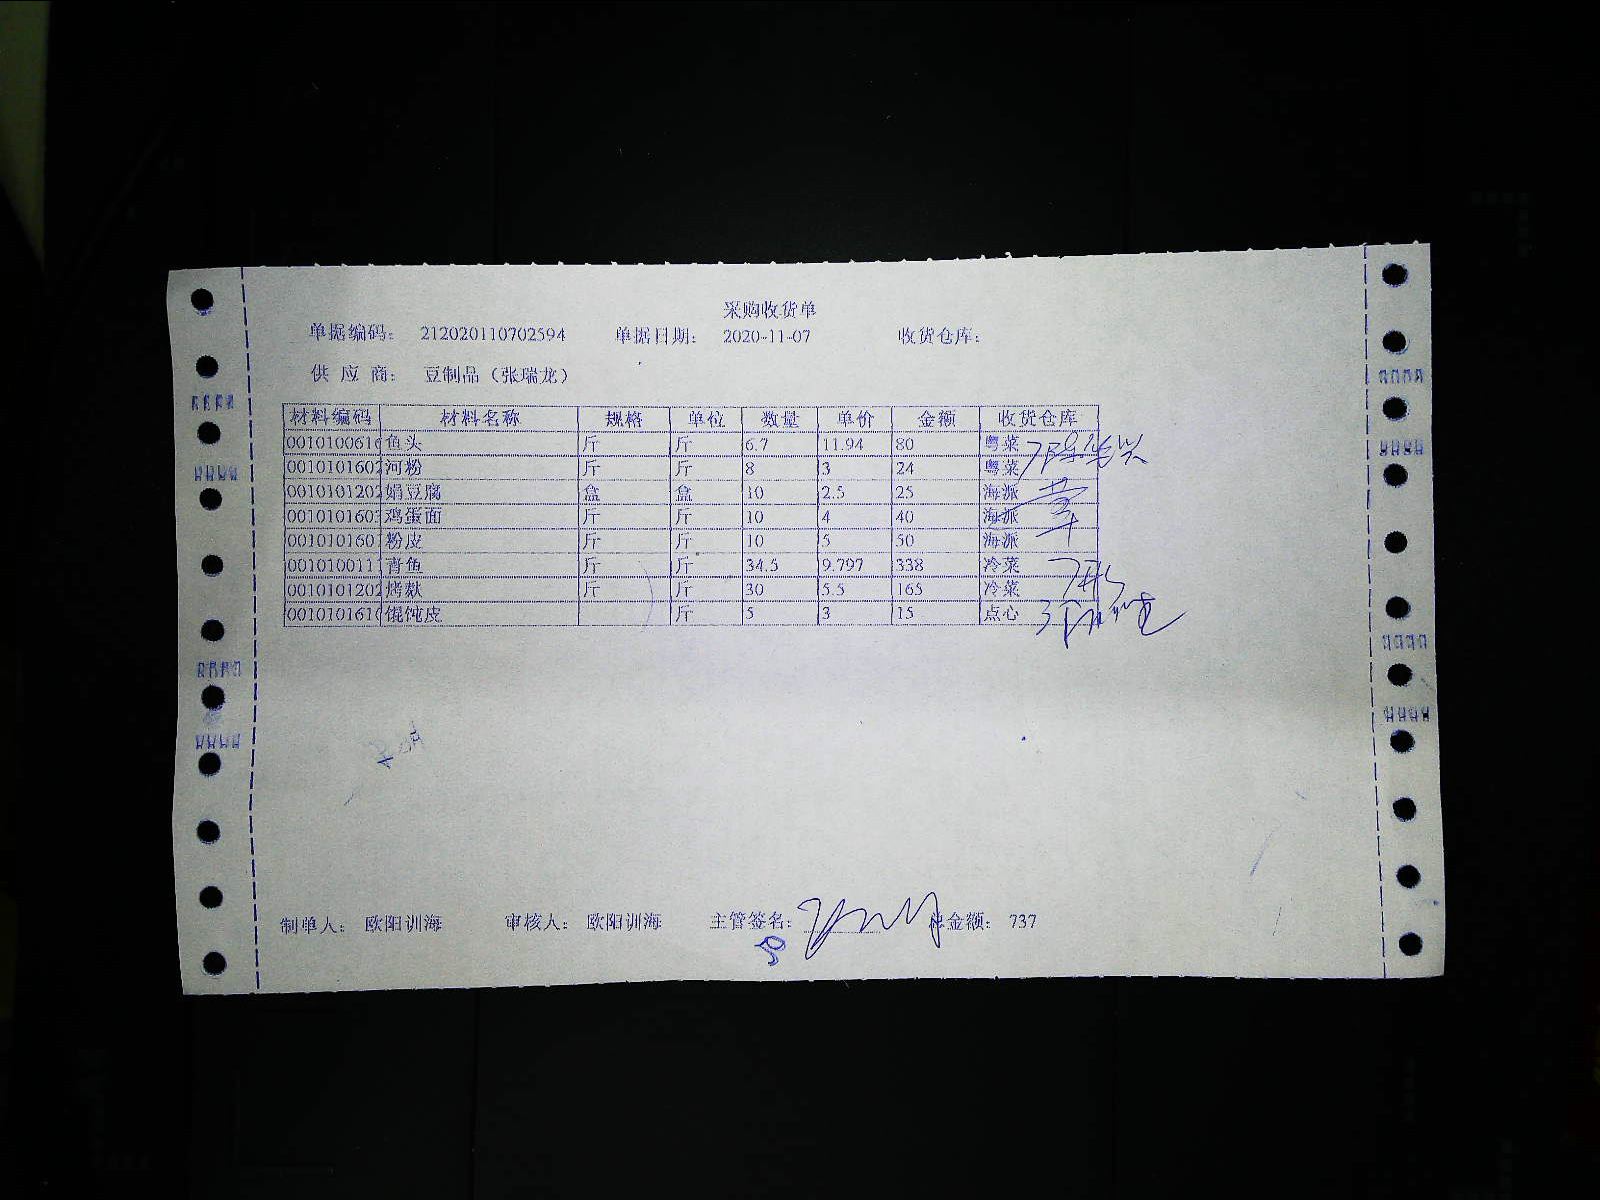 采购收货单
单据编码： 212020110702594 单据日期： 2020-11-07 收货仓库：
供 应 商： 豆制品（张瑞龙）
材料编码 材料名称 规格 单位 数量 单价 金额 收货仓库
0010100616 鱼头 斤 斤 6.7 11.94 80 粤菜
0010101602 河粉 斤 斤 8 3 24 粤菜
0010101202 娟豆腐 盒 盒 10 2.5 25 海派
0010101603 鸡蛋面 斤 斤 10 4 40 海派
001010160 粉皮 斤 斤 10 5 50 海派
001010011 青鱼 斤 斤 34.5 9.797 338 冷菜
0010101202 烤麸 斤 斤 30 5.5 165 冷菜
0010101610 馄饨皮 斤 5 3 15 点心
制单人： 欧阳训海 审核人： 欧阳训海 主管签名： 总金额： 737